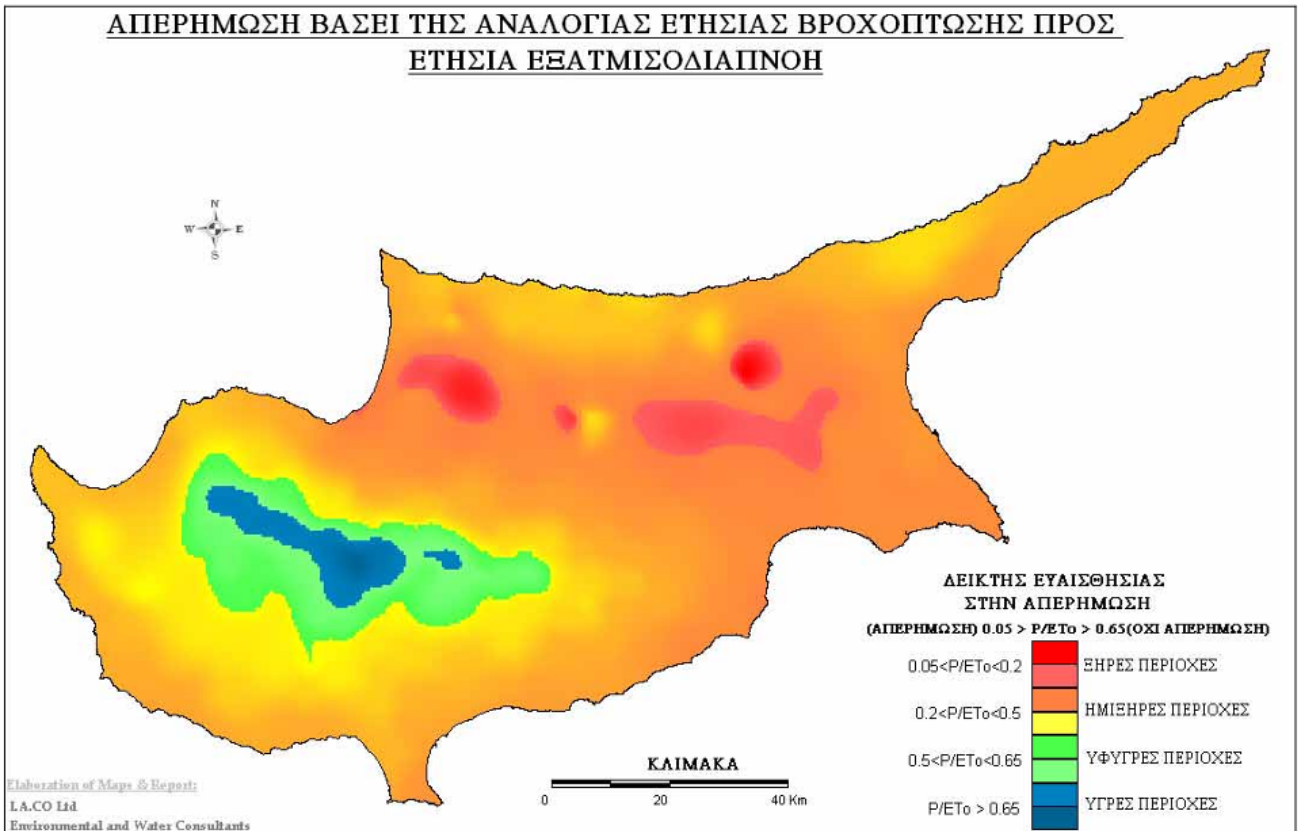 ΑΠΕΡΗΜΩΣΗ ΒΑΣΕΙ ΤΗΣ ΑΝΑΛΟΓΙΑΣ ΕΤΗΣΙΑΣ ΒΡΟΧΟΠΤΩΣΗΣ ΠΡΟΣ
ΕΤΗΣΙΑ ΕΞΑΤΜΙΣΟΔΙΑΠΝΟΗ
N
W E
S
ΔΕΙΚΤΗΣ ΕΥΑΙΣΘΗΣΙΑΣ
ΣΤΗΝ ΑΠΕΡΗΜΩΣΗ
(ΑΠΕΡΗΜΩΣΗ) 0.05 > P/ETo > 0.65(ΟΧΙ ΑΠΕΡΗΜΩΣΗ)
0.05<P/ETo<0.2 ΞΗΡΕΣ ΠΕΡΙΟΧΕΣ
0.2<P/ETo<0.5 ΗΜΙΞΗΡΕΣ ΠΕΡΙΟΧΕΣ
0.5<P/ETo<0.65 ΥΦΥΓΡΕΣ ΠΕΡΙΟΧΕΣ
P/ETo > 0.65 ΥΓΡΕΣ ΠΕΡΙΟΧΕΣ
ΚΛΙΜΑΚΑ
0 20 40 Km
Elaboration of Maps & Report:
I.A.CO Ltd
Environmental and Water Consultants